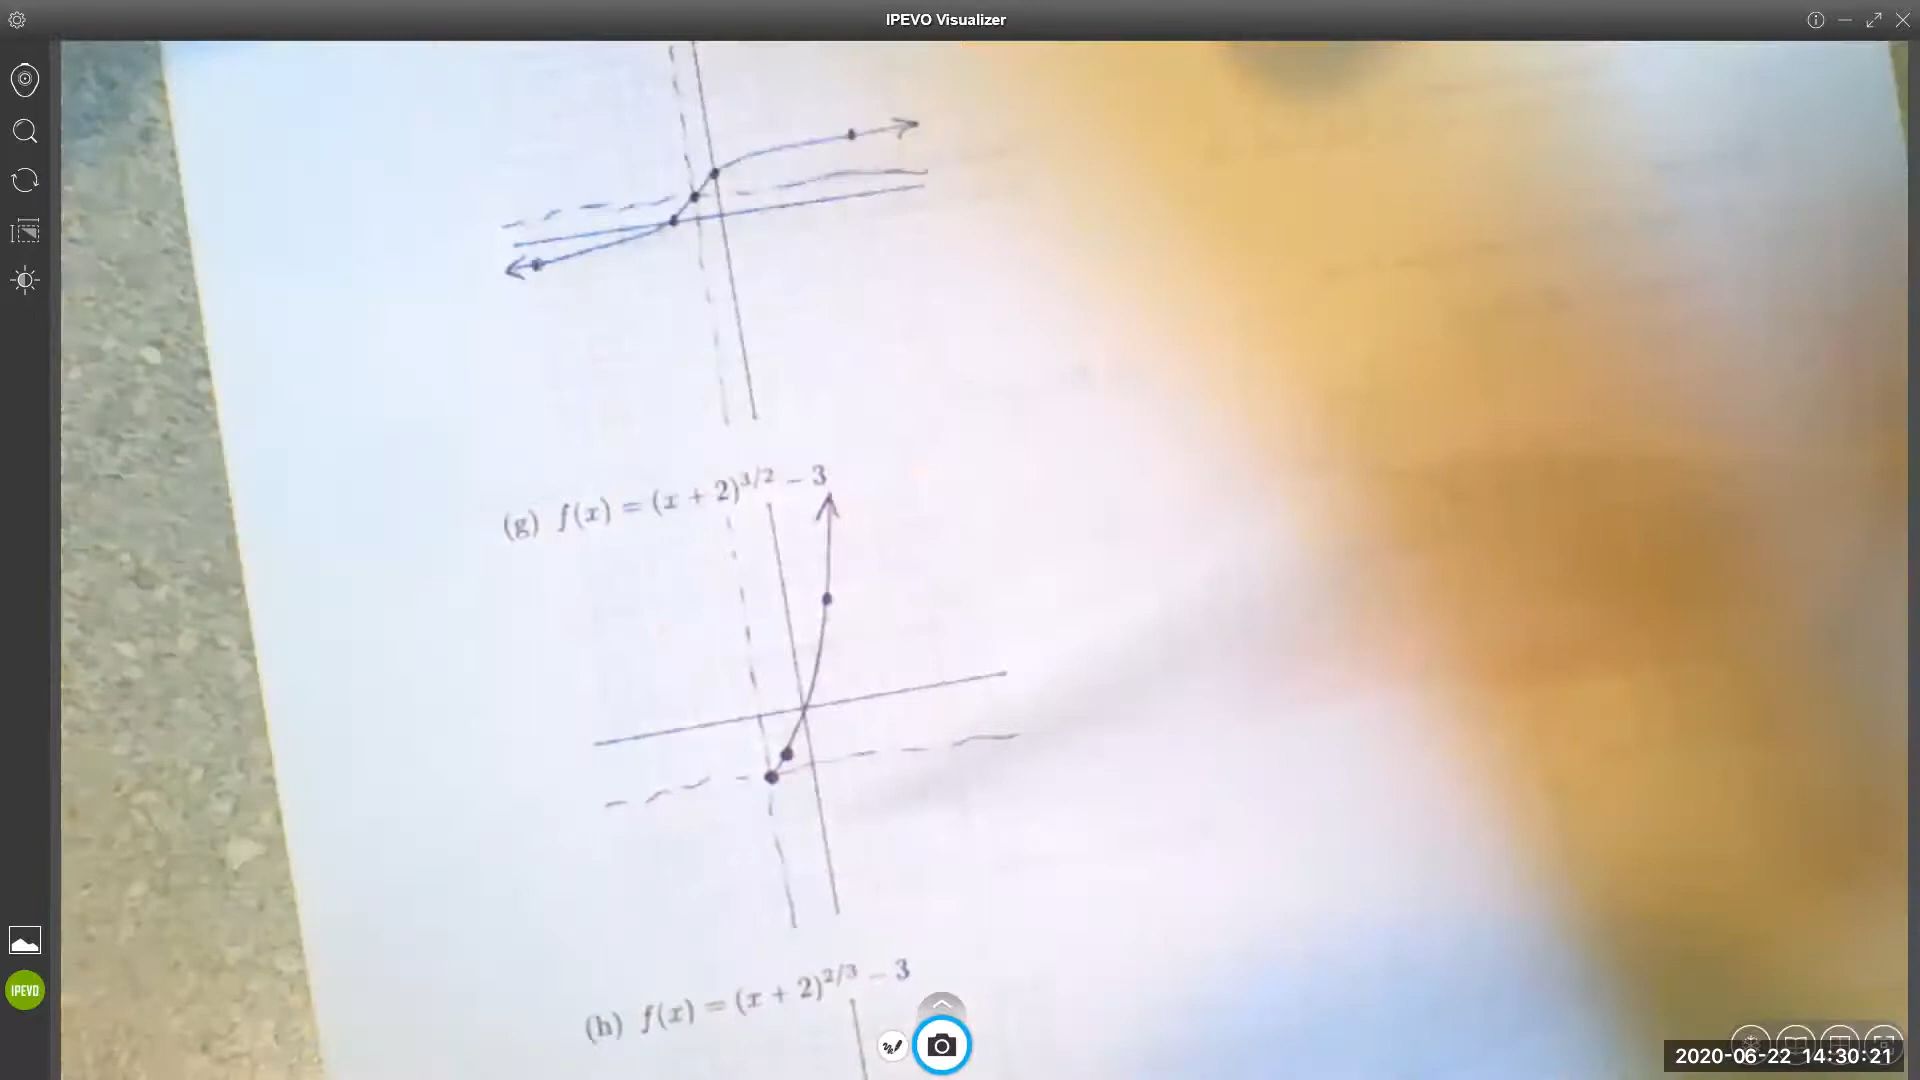 IPEVO Visualizer
(g) f(x) = (x + 2)^{3/2} − 3
(h) f(x) = (x + 2)^{2/3} − 3
IPEVO
2020-06-22 14:30:21